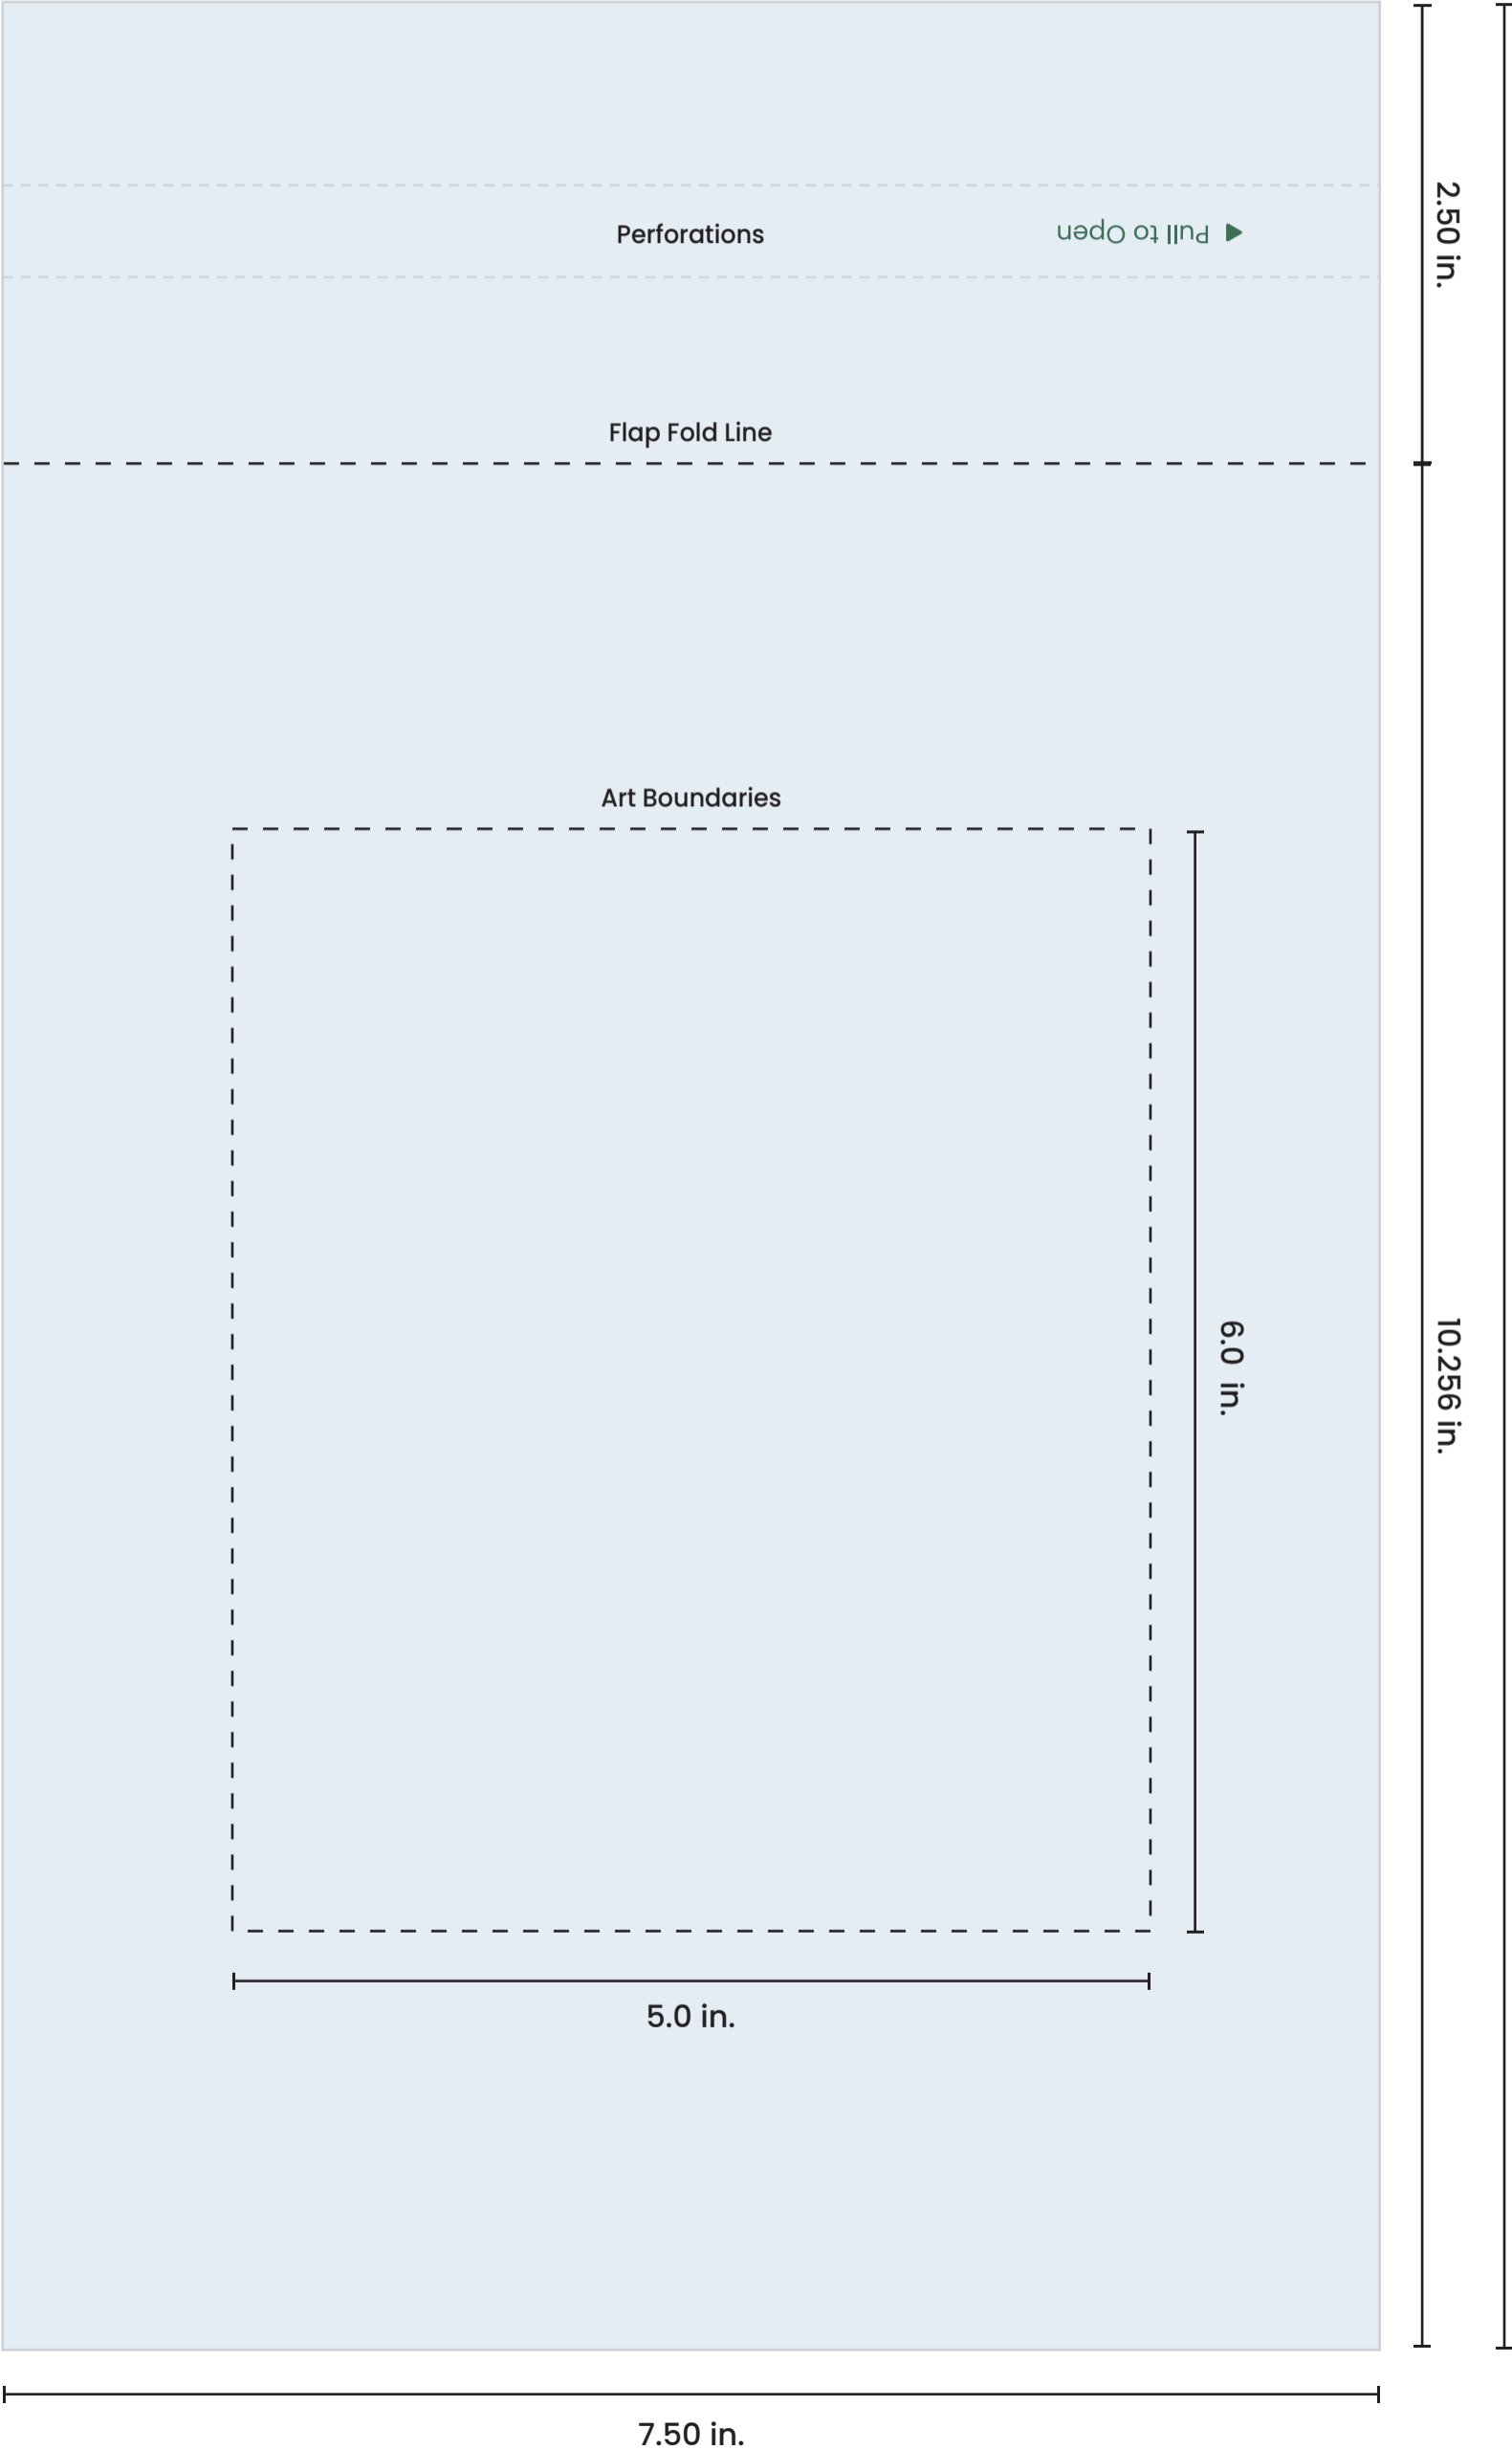 Perforations
▶ Pull to Open
2.50 in.
Flap Fold Line
Art Boundaries
6.0 in.
10.256 in.
5.0 in.
7.50 in.